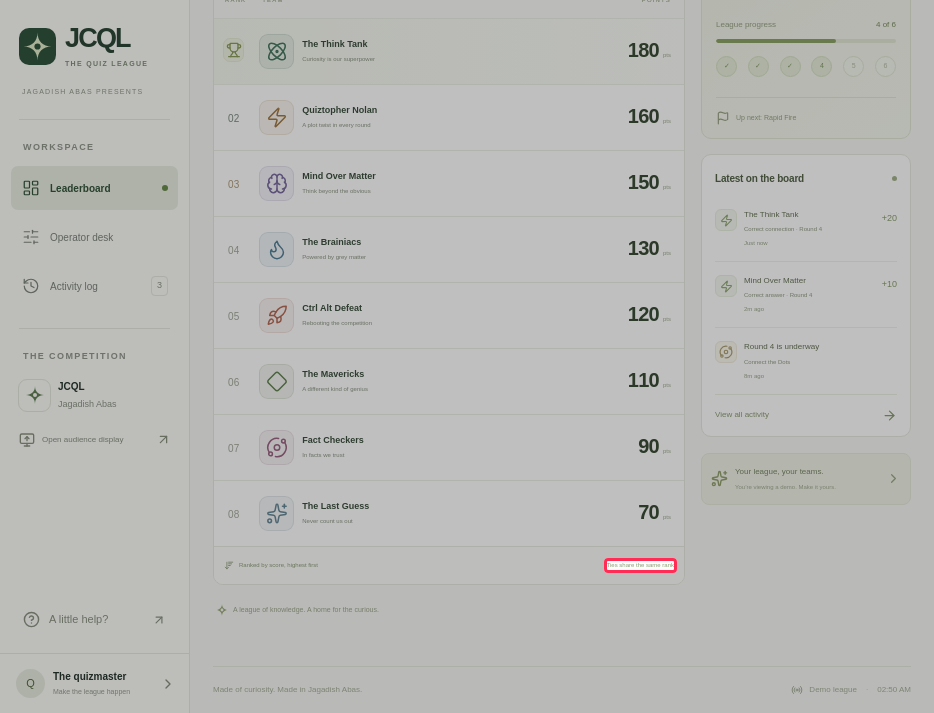 JCQL
THE QUIZ LEAGUE
JAGADISH ABAS PRESENTS
WORKSPACE
Leaderboard
Operator desk
Activity log
3
THE COMPETITION
JCQL
Jagadish Abas
Open audience display
A little help?
Q
The quizmaster
Make the league happen
The Think Tank
Curiosity is our superpower
180 pts
02
Quiztopher Nolan
A plot twist in every round
160 pts
03
Mind Over Matter
Think beyond the obvious
150 pts
04
The Brainiacs
Powered by grey matter
130 pts
05
Ctrl Alt Defeat
Rebooting the competition
120 pts
06
The Mavericks
A different kind of genius
110 pts
07
Fact Checkers
In facts we trust
90 pts
08
The Last Guess
Never count us out
70 pts
Ranked by score, highest first
Ties share the same rank
A league of knowledge. A home for the curious.
League progress
4 of 6
4
5
6
Up next: Rapid Fire
Latest on the board
The Think Tank
Correct connection · Round 4
Just now
+20
Mind Over Matter
Correct answer · Round 4
2m ago
+10
Round 4 is underway
Connect the Dots
8m ago
View all activity
Your league, your teams.
You're viewing a demo. Make it yours.
Made of curiosity. Made in Jagadish Abas.
Demo league · 02:50 AM